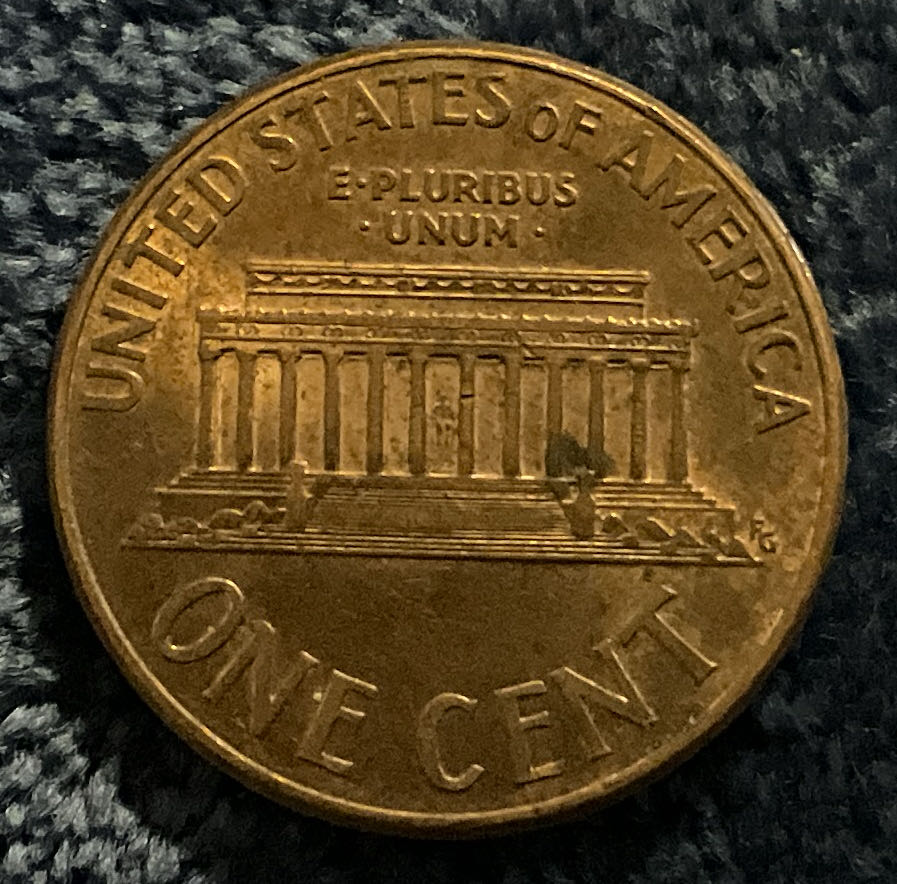 UNITED STATES OF AMERICA
E·PLURIBUS
·UNUM·
FG
ONE CENT